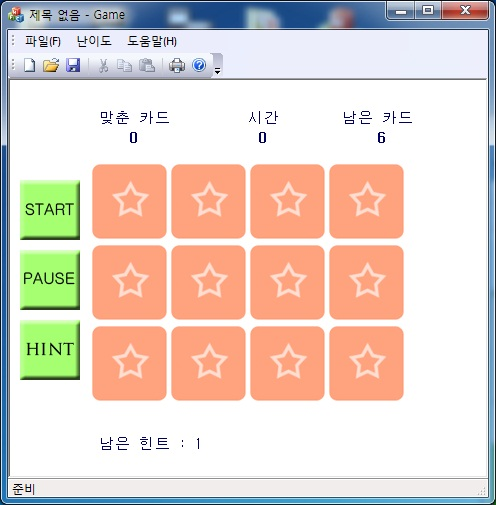 제목 없음 - Game
파일(F) 난이도 도움말(H)
맞춘 카드 시간 남은 카드
0 0 6
START
PAUSE
HINT
남은 힌트 : 1
준비